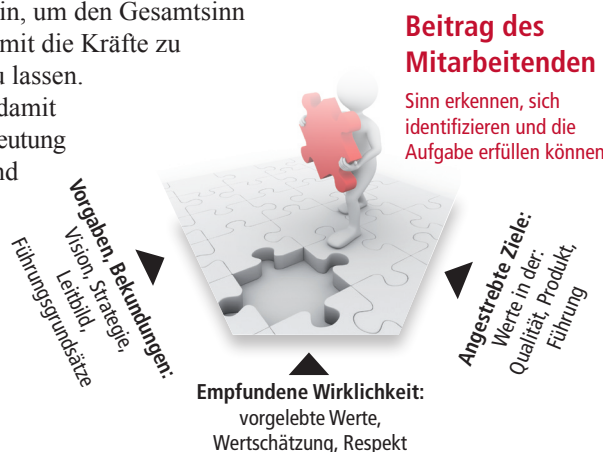 in, um den Gesamtsinn
mit die Kräfte zu
u lassen.
damit
eutung
nd
Beitrag des
Mitarbeitenden
Sinn erkennen, sich
identifizieren und die
Aufgabe erfüllen können
Vorgaben, Bekundungen:
Vision, Strategie,
Leitbild,
Führungsgrundsätze
Empfundene Wirklichkeit:
vorgelebte Werte,
Wertschätzung, Respekt
Angestrebte Ziele:
Werte in der:
Qualität, Produkt,
Führung